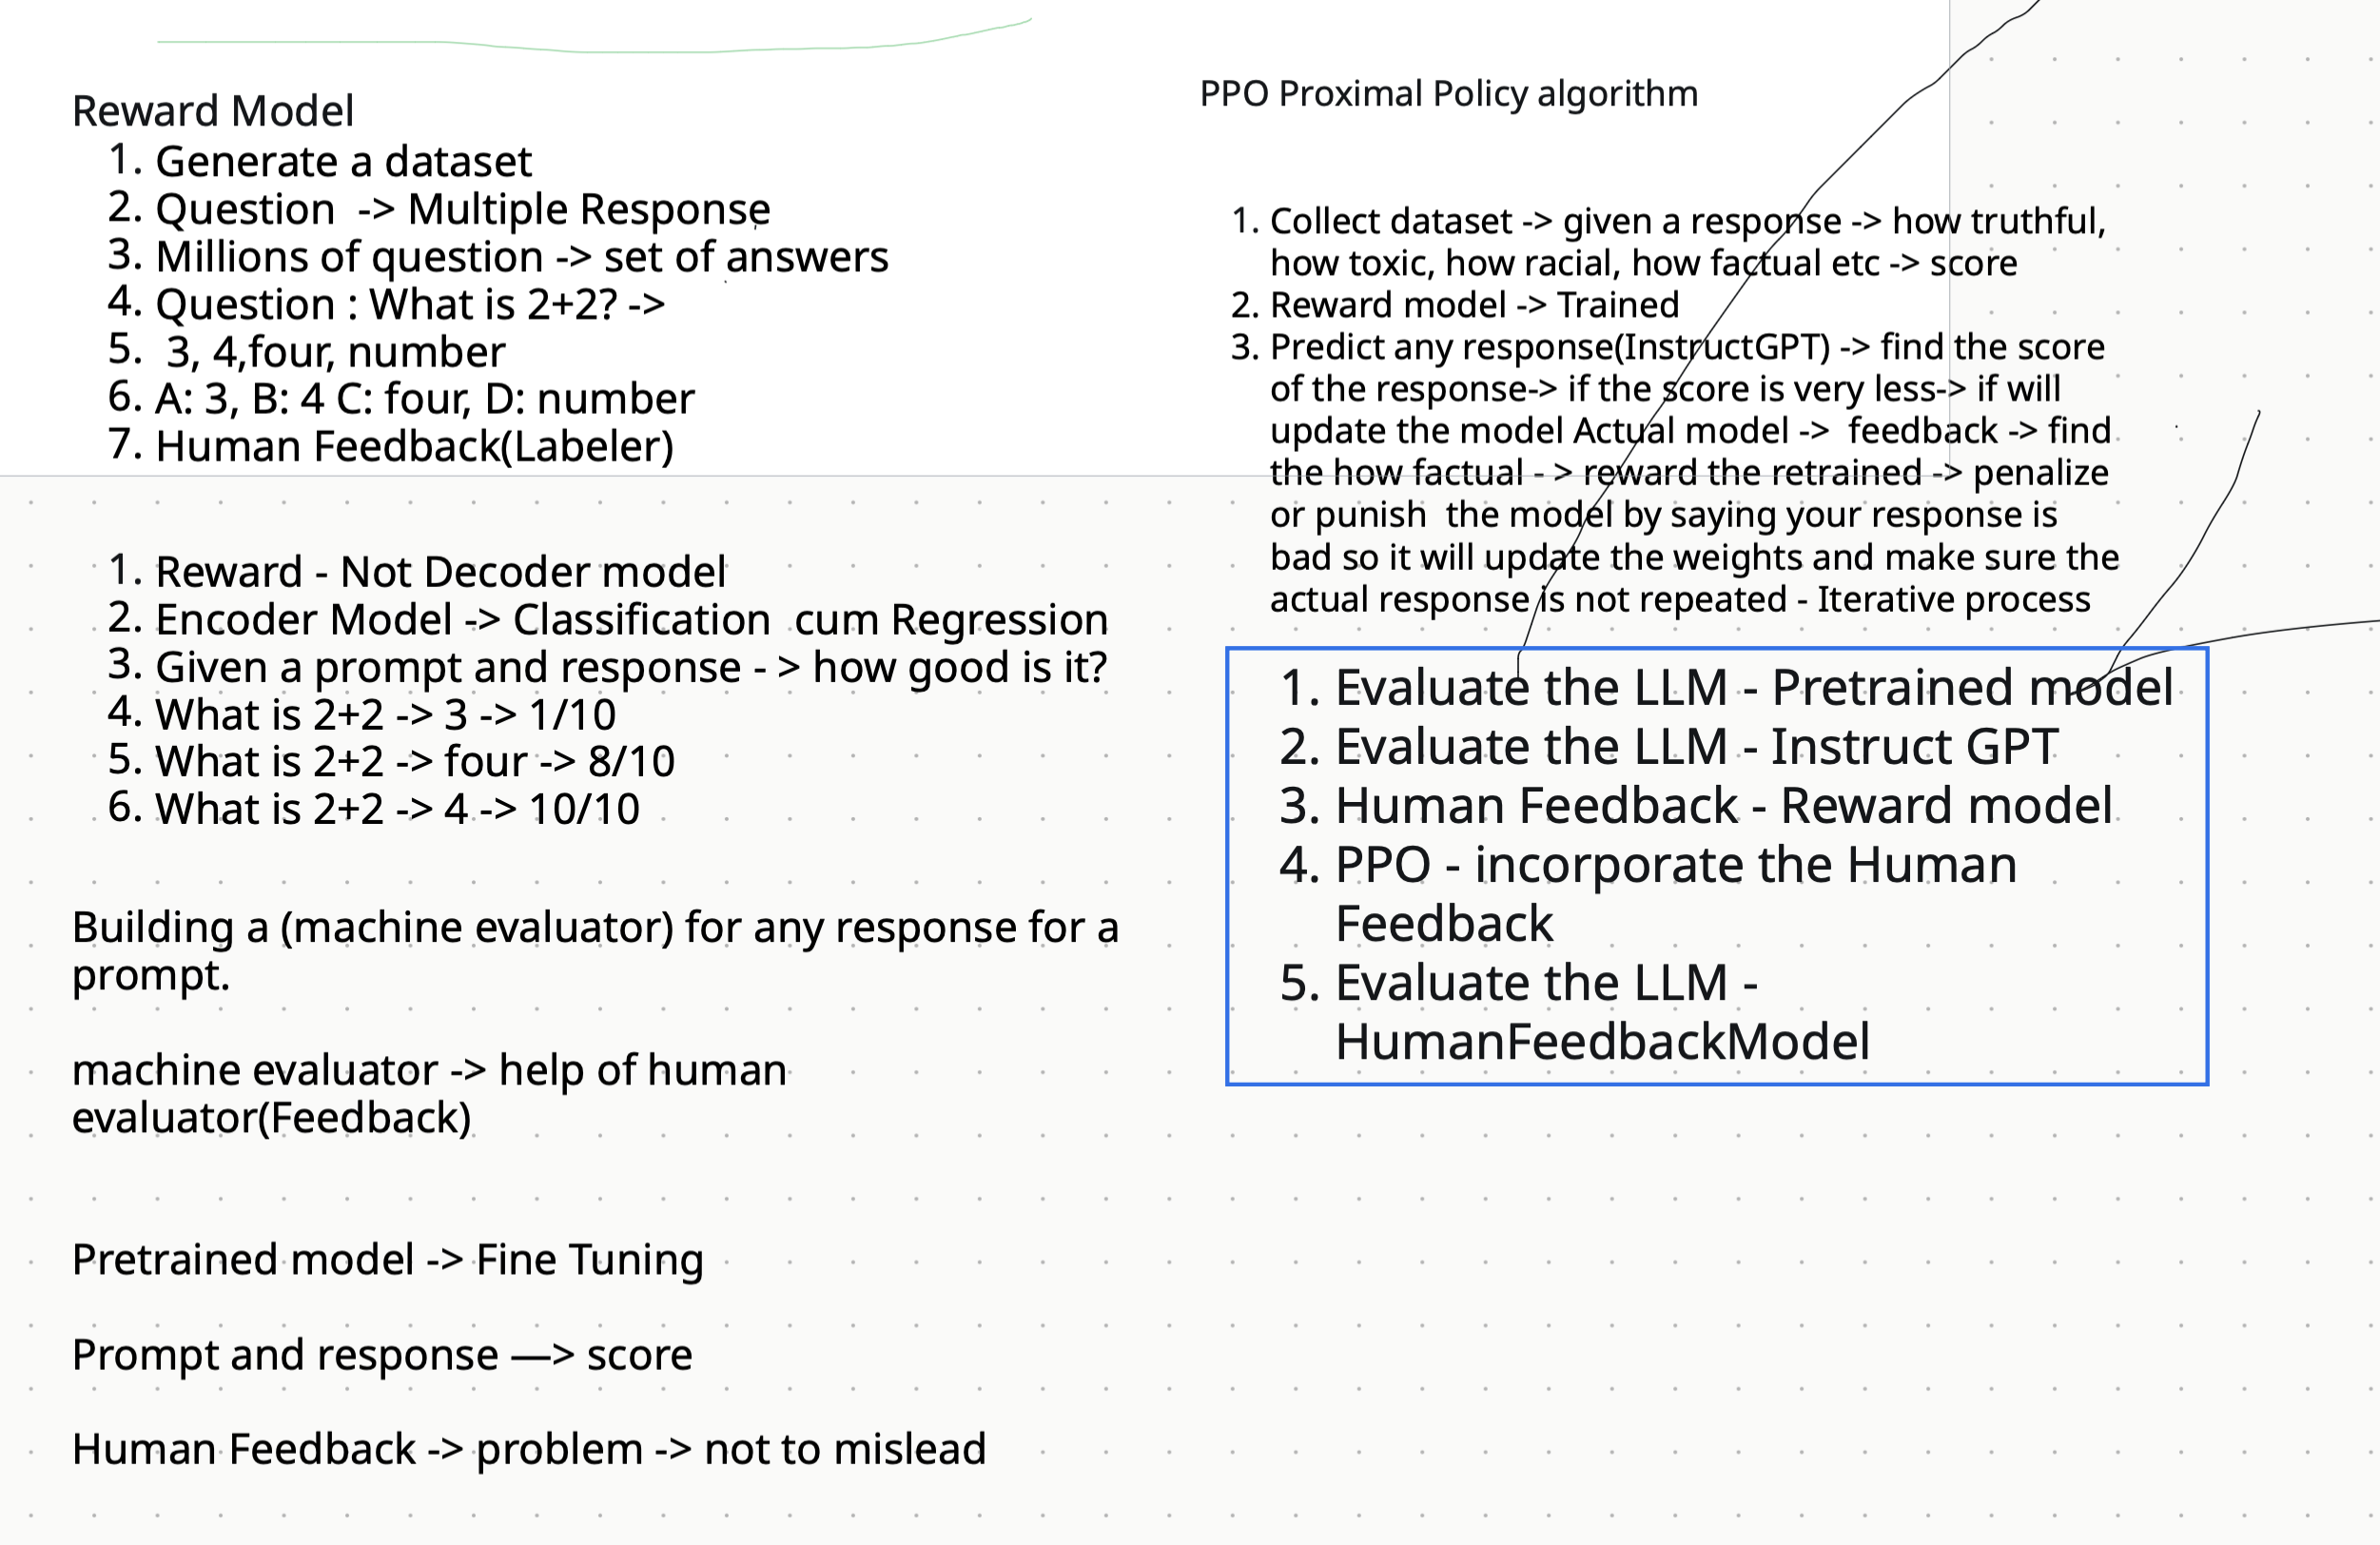 Reward Model
1. Generate a dataset
2. Question  -> Multiple Response
3. Millions of question -> set of answers
4. Question : What is 2+2? ->
5.  3, 4,four, number
6. A: 3, B: 4 C: four, D: number
7. Human Feedback(Labeler)
1. Reward - Not Decoder model
2. Encoder Model -> Classification  cum Regression
3. Given a prompt and response - > how good is it?
4. What is 2+2 -> 3 -> 1/10
5. What is 2+2 -> four -> 8/10
6. What is 2+2 -> 4 -> 10/10
Building a (machine evaluator) for any response for a
prompt.
machine evaluator -> help of human
evaluator(Feedback)
Pretrained model -> Fine Tuning
Prompt and response —> score
Human Feedback -> problem -> not to mislead
PPO Proximal Policy algorithm
1. Collect dataset -> given a response -> how truthful,
how toxic, how racial, how factual etc -> score
2. Reward model -> Trained
3. Predict any response(InstructGPT) -> find the score
of the response-> if the score is very less-> if will
update the model Actual model ->  feedback -> find
the how factual - > reward the retrained -> penalize
or punish  the model by saying your response is
bad so it will update the weights and make sure the
actual response is not repeated - Iterative process
1. Evaluate the LLM - Pretrained model
2. Evaluate the LLM - Instruct GPT
3. Human Feedback - Reward model
4. PPO - incorporate the Human
Feedback
5. Evaluate the LLM -
HumanFeedbackModel